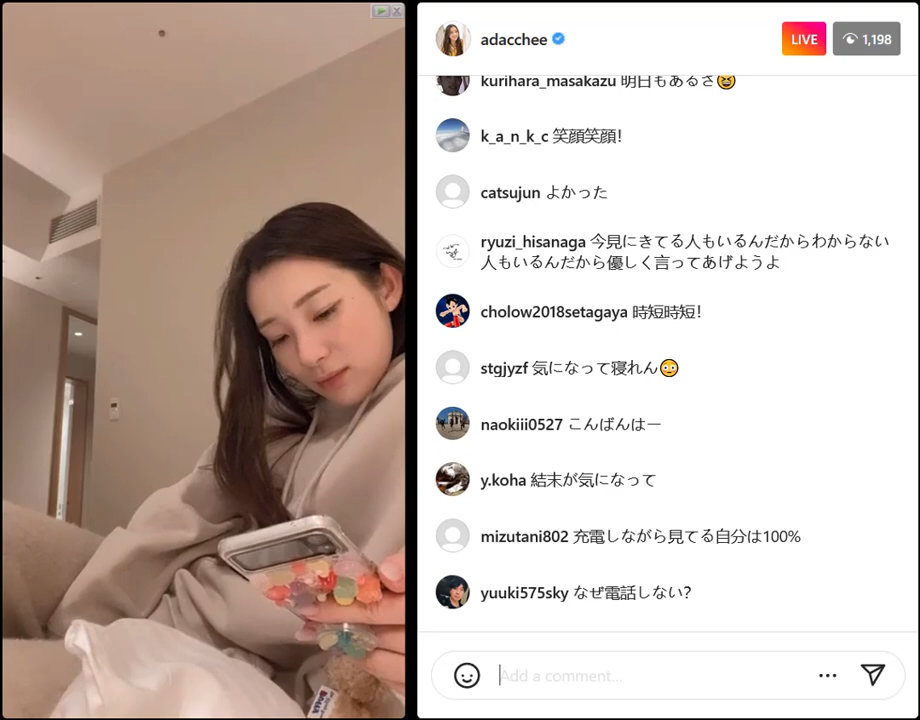 adacchee
LIVE
1,198
kurihara_masakazu 明日もあるさ😆
k_a_n_k_c 笑顔笑顔！
catsujun よかった
ryuzi_hisanaga 今見にきてる人もいるんだからわからない
人もいるんだから優しく言ってあげようよ
cholow2018setagaya 時短時短！
stgjyzf 気になって寝れん😳
naokiii0527 こんばんはー
y.koha 結末が気になって
mizutani802 充電しながら見てる自分は100%
yuuki575sky なぜ電話しない？
Add a comment...